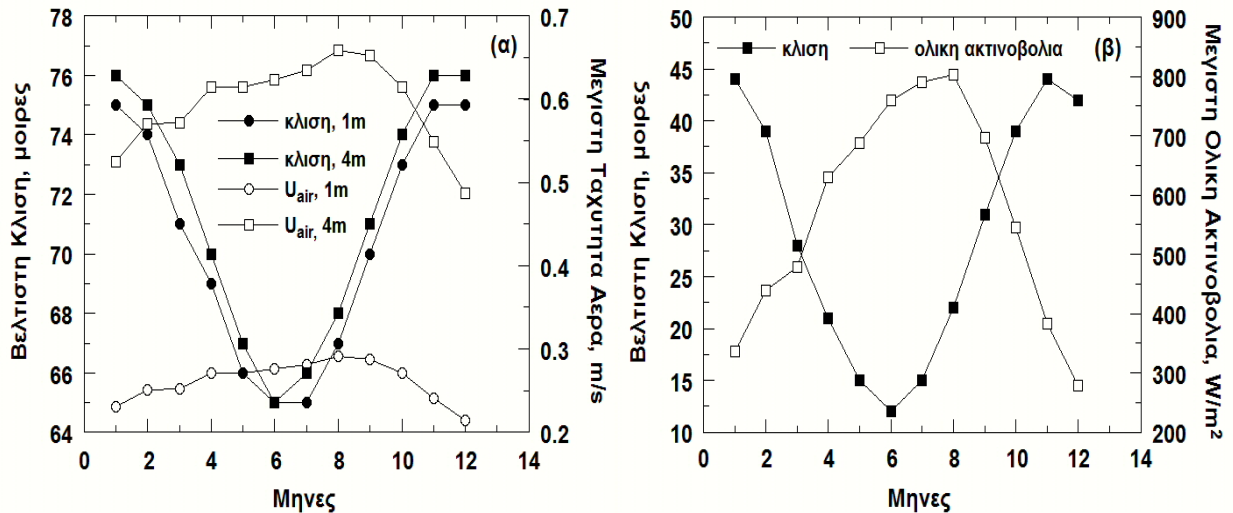 (α)
κλιση, 1m
κλιση, 4m
Uair, 1m
Uair, 4m
Βελτιστη Κλιση, μοιρες
78
76
74
72
70
68
66
64
Μεγιστη Ταχυτητα Αερα, m/s
0.7
0.6
0.5
0.4
0.3
0.2
0 2 4 6 8 10 12 14
Μηνες
(β)
κλιση ολικη ακτινοβολια
Βελτιστη Κλιση, μοιρες
50
45
40
35
30
25
20
15
10
Μεγιστη Ολικη Ακτινοβολια, W/m²
900
800
700
600
500
400
300
200
0 2 4 6 8 10 12 14
Μηνες